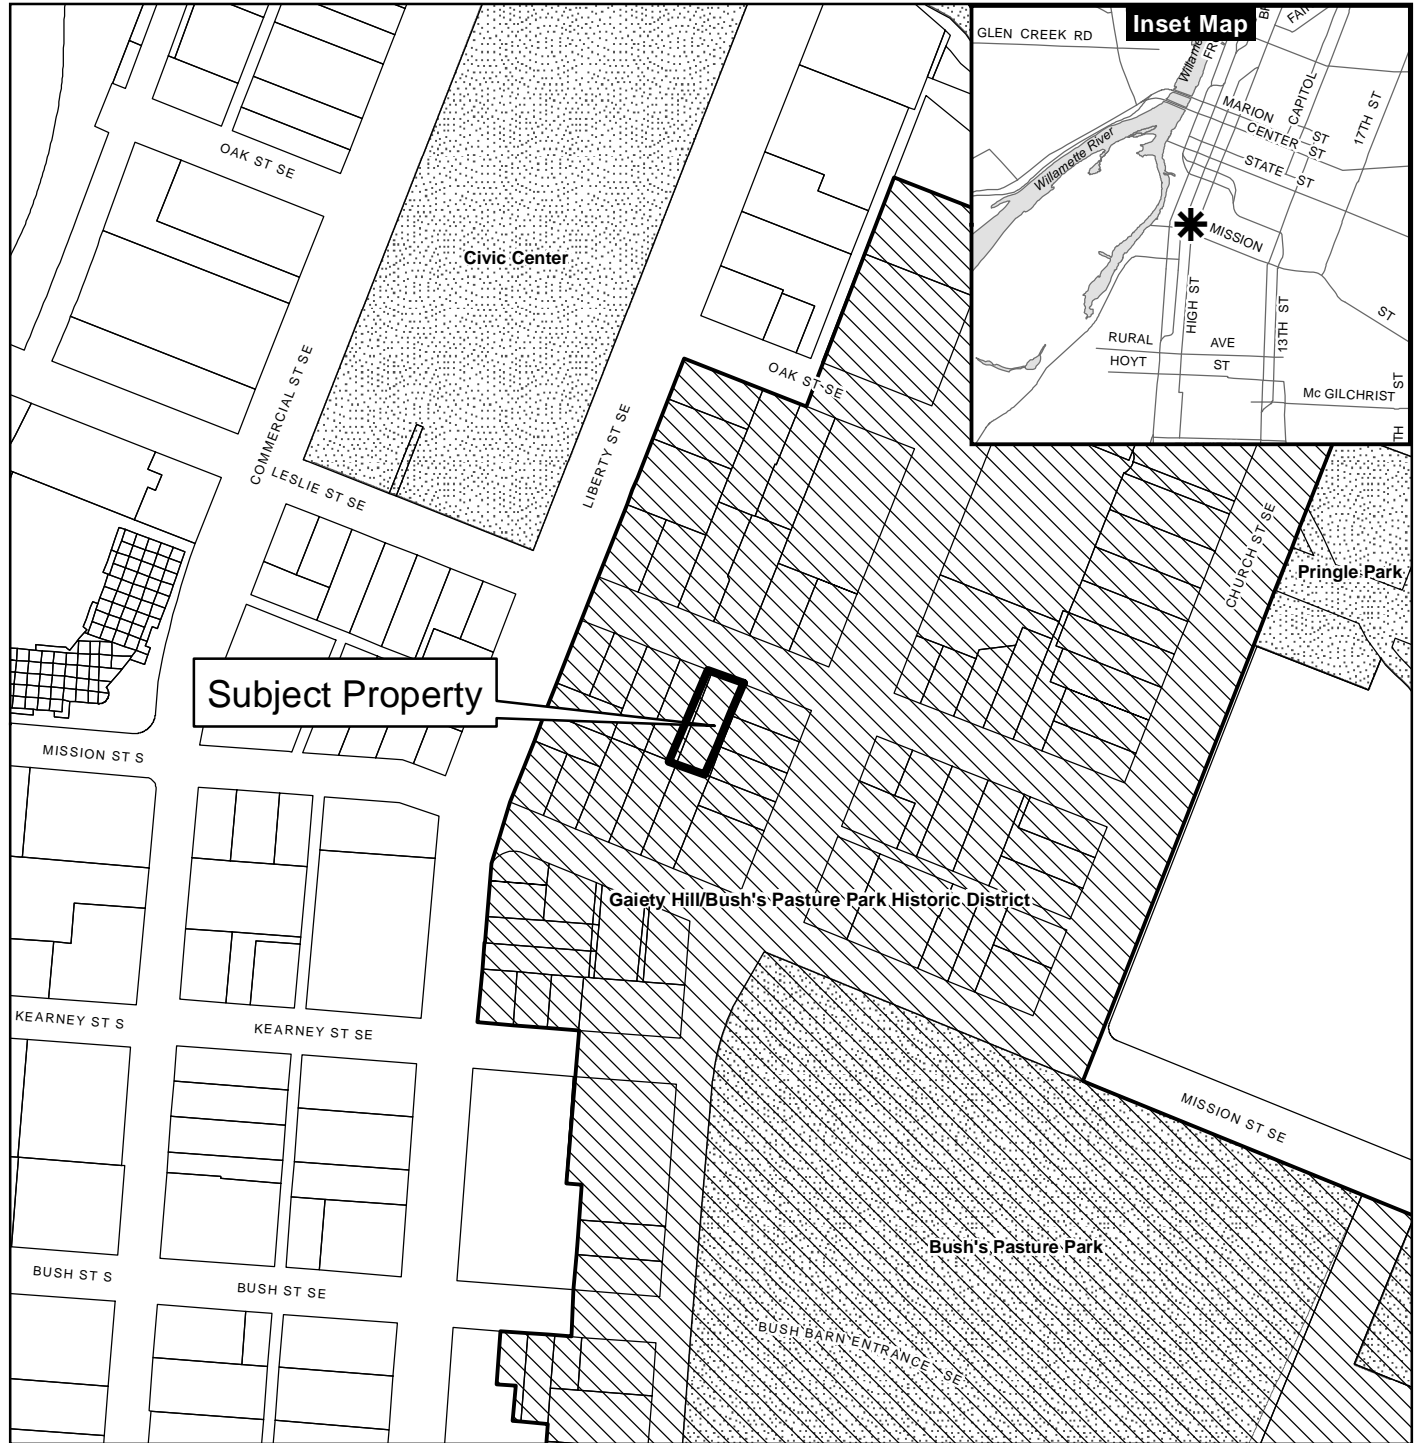 Inset Map
GLEN CREEK RD
Willamette River
MARION ST
CENTER ST
STATE ST
CAPITOL
17TH ST
MISSION ST
HIGH ST
13TH ST
RURAL AVE
HOYT ST
Mc GILCHRIST ST
OAK ST SE
Civic Center
COMMERCIAL ST SE
LESLIE ST SE
LIBERTY ST SE
OAK ST SE
CHURCH ST SE
Pringle Park
Subject Property
MISSION ST S
Gaiety Hill/Bush's Pasture Park Historic District
KEARNEY ST S
KEARNEY ST SE
MISSION ST SE
Bush's Pasture Park
BUSH ST S
BUSH ST SE
BUSH BARN ENTRANCE SE